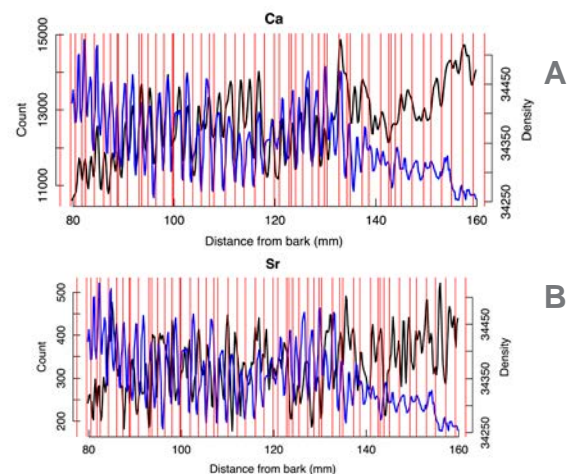 Ca
A
15000
13000
11000
Count
34450
34350
34250
Density
80 100 120 140 160
Distance from bark (mm)
Sr
B
500
400
300
200
Count
34450
34350
34250
Density
80 100 120 140 160
Distance from bark (mm)